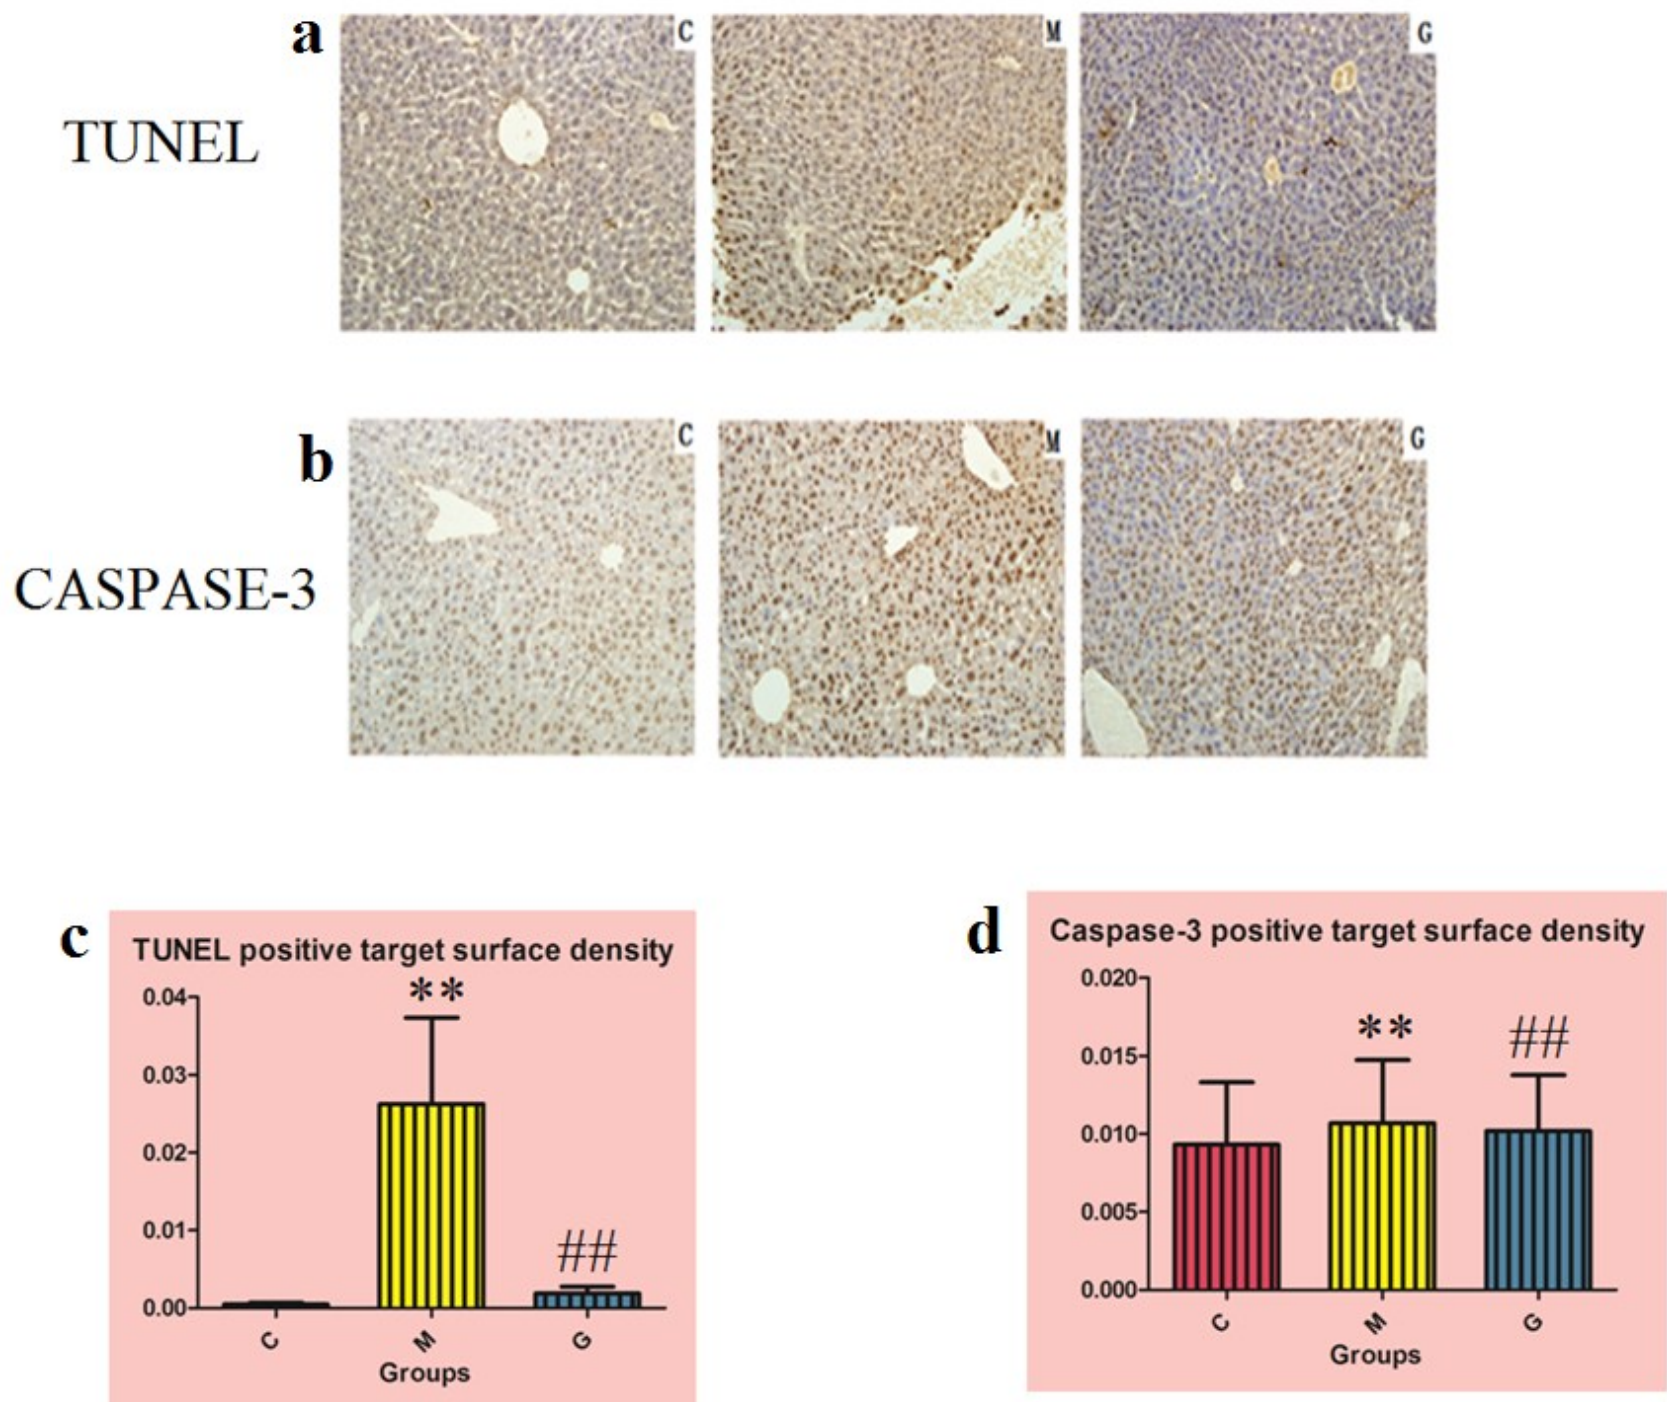 a
C
M
G
TUNEL
b
C
M
G
CASPASE-3
c
TUNEL positive target surface density
**
0.04
0.03
0.02
0.01
0.00
##
C
M
G
Groups
d
Caspase-3 positive target surface density
0.020
0.015
0.010
0.005
0.000
**
##
C
M
G
Groups